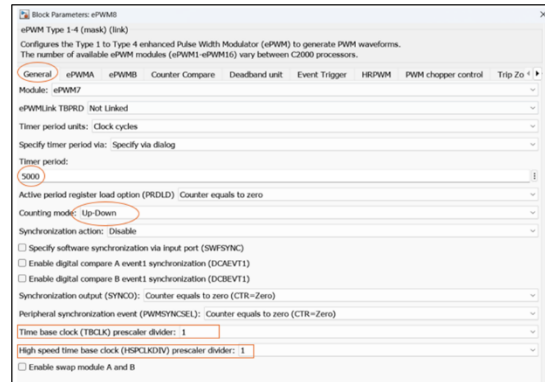 Block Parameters: ePWM8
ePWM Type 1-4 (mask) (link)
Configures the Type 1 to Type 4 enhanced Pulse Width Modulator (ePWM) to generate PWM waveforms.
The number of available ePWM modules (ePWM1-ePWM16) vary between C2000 processors.
General ePWMA ePWMB Counter Compare Deadband unit Event Trigger HRPWM PWM chopper control Trip Zo
Module: ePWM7
ePWMLink TBPRD Not Linked
Timer period units: Clock cycles
Specify timer period via: Specify via dialog
Timer period:
5000
Active period register load option (PRDLD) Counter equals to zero
Counting mode: Up-Down
Synchronization action: Disable
Specify software synchronization via input port (SWFSYNC)
Enable digital compare A event1 synchronization (DCAEVT1)
Enable digital compare B event1 synchronization (DCBEVT1)
Synchronization output (SYNCO): Counter equals to zero (CTR=Zero)
Peripheral synchronization event (PWMSYNCSEL): Counter equals to zero (CTR=Zero)
Time base clock (TBCLK) prescaler divider: 1
High speed time base clock (HSPCLKDIV) prescaler divider: 1
Enable swap module A and B